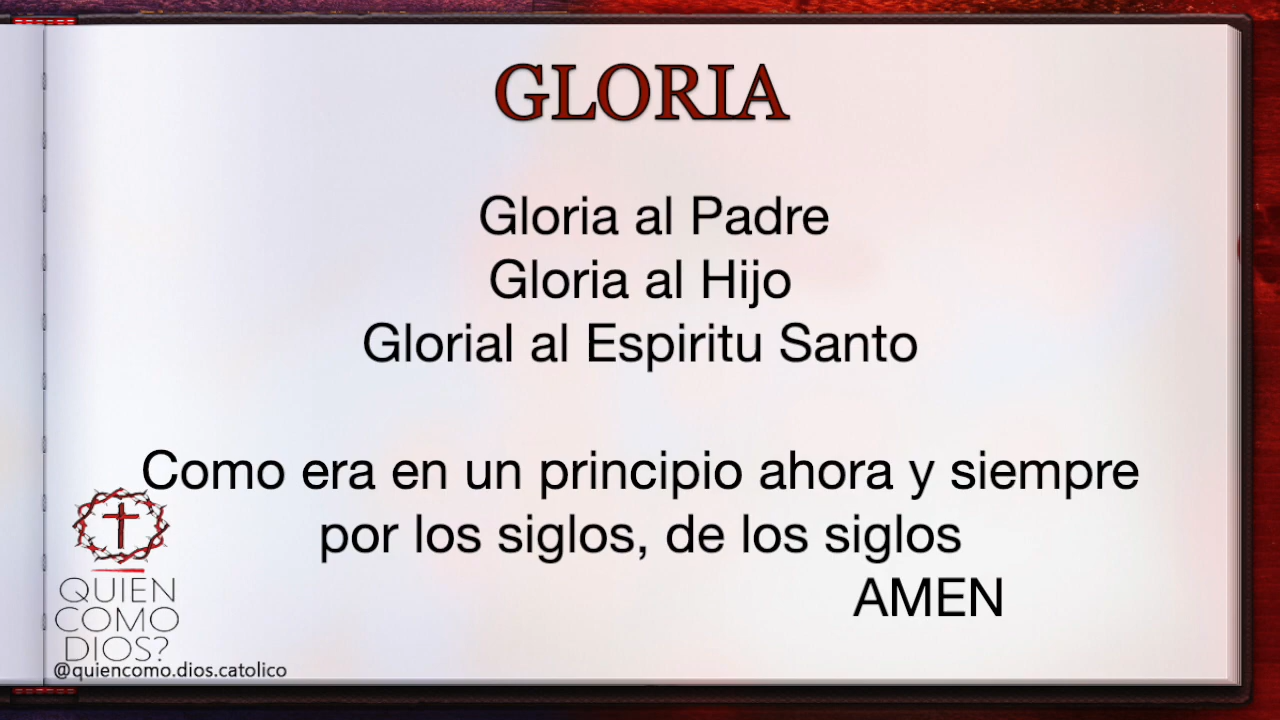 GLORIA
Gloria al Padre
Gloria al Hijo
Glorial al Espiritu Santo
Como era en un principio ahora y siempre
por los siglos, de los siglos
AMEN
QUIEN
COMO
DIOS?
@quiencomo.dios.catolico